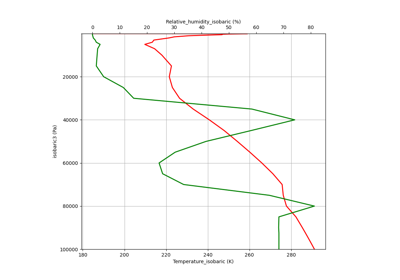 Relative_humidity_isobaric (%)
0 10 20 30 40 50 60 70 80
20000
40000
isobaric3 (Pa)
60000
80000
100000
180 200 220 240 260 280
Temperature_isobaric (K)